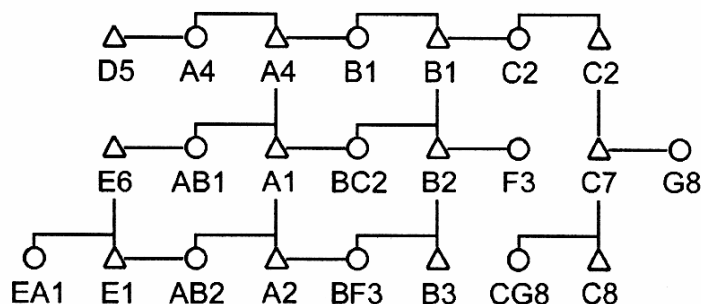 D5 A4 A4 B1 B1 C2 C2
E6 AB1 A1 BC2 B2 F3 C7 G8
EA1 E1 AB2 A2 BF3 B3 CG8 C8